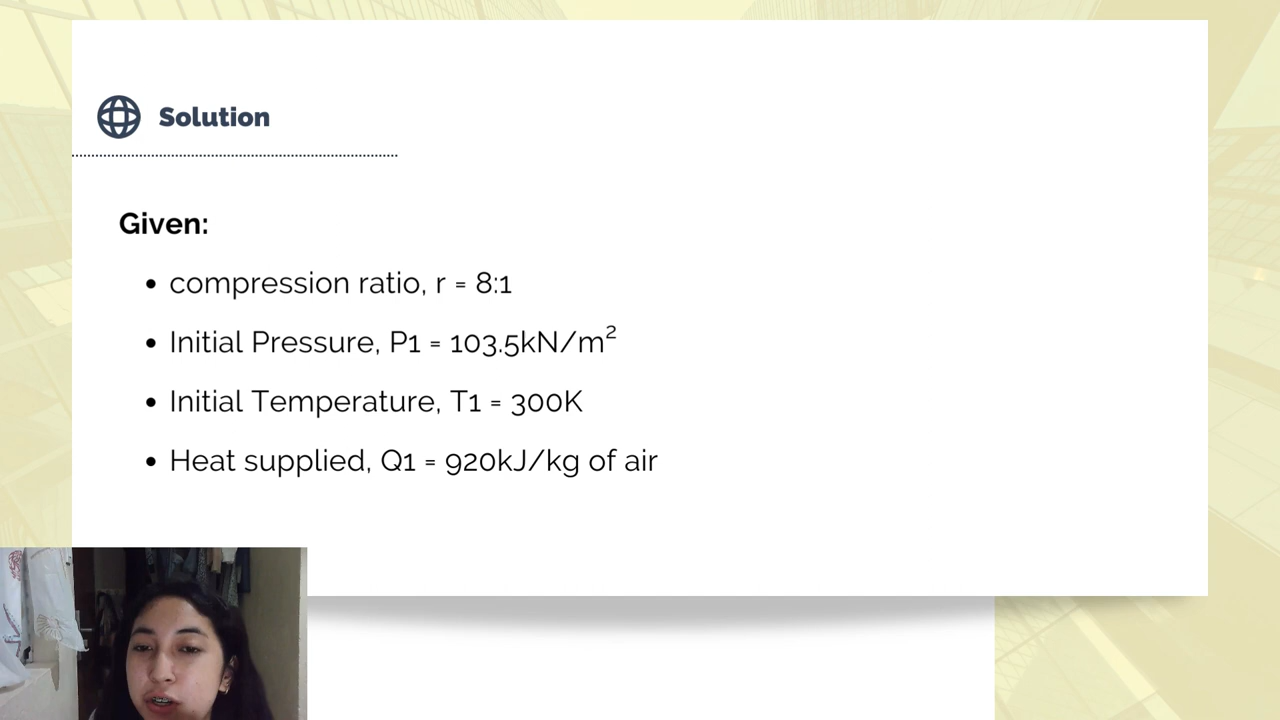 Solution
Given:
• compression ratio, r = 8:1
• Initial Pressure, P1 = 103.5kN/m²
• Initial Temperature, T1 = 300K
• Heat supplied, Q1 = 920kJ/kg of air